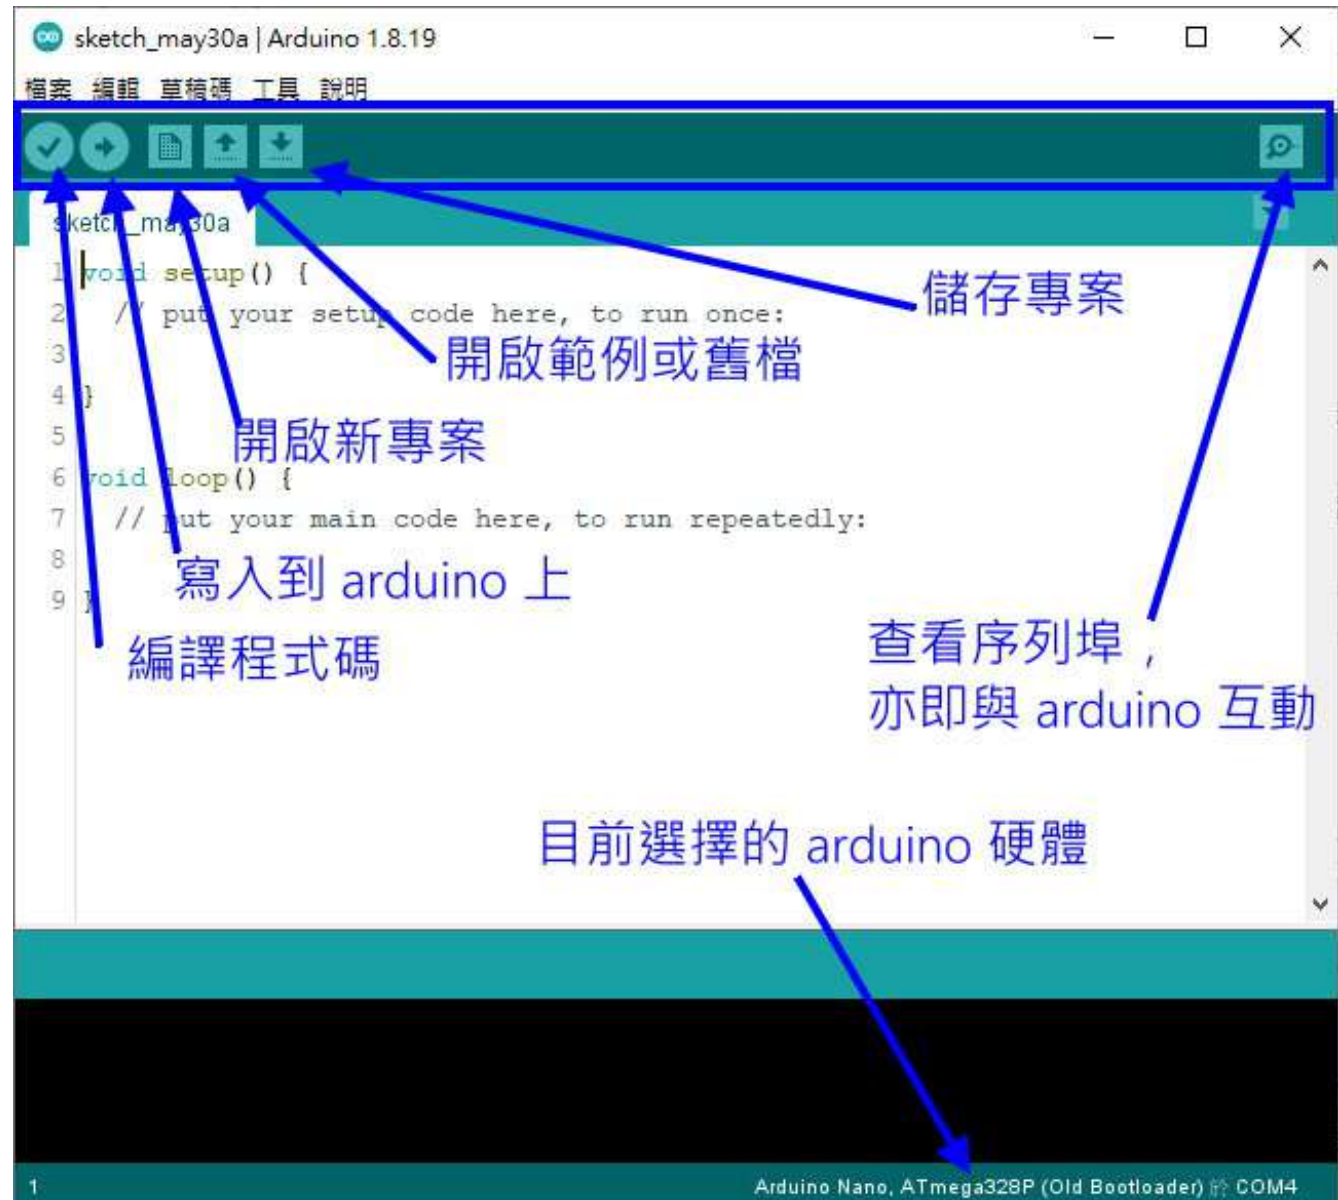 sketch_may30a | Arduino 1.8.19
檔案 編輯 草稿碼 工具 說明
sketch_may30a
1 void setup() {
2 // put your setup code here, to run once:
儲存專案
3
開啟範例或舊檔
4 }
5
開啟新專案
6 void loop() {
7 // put your main code here, to run repeatedly:
8
寫入到 arduino 上
9 }
編譯程式碼
查看序列埠，
亦即與 arduino 互動
目前選擇的 arduino 硬體
1 Arduino Nano, ATmega328P (Old Bootloader) 於 COM4